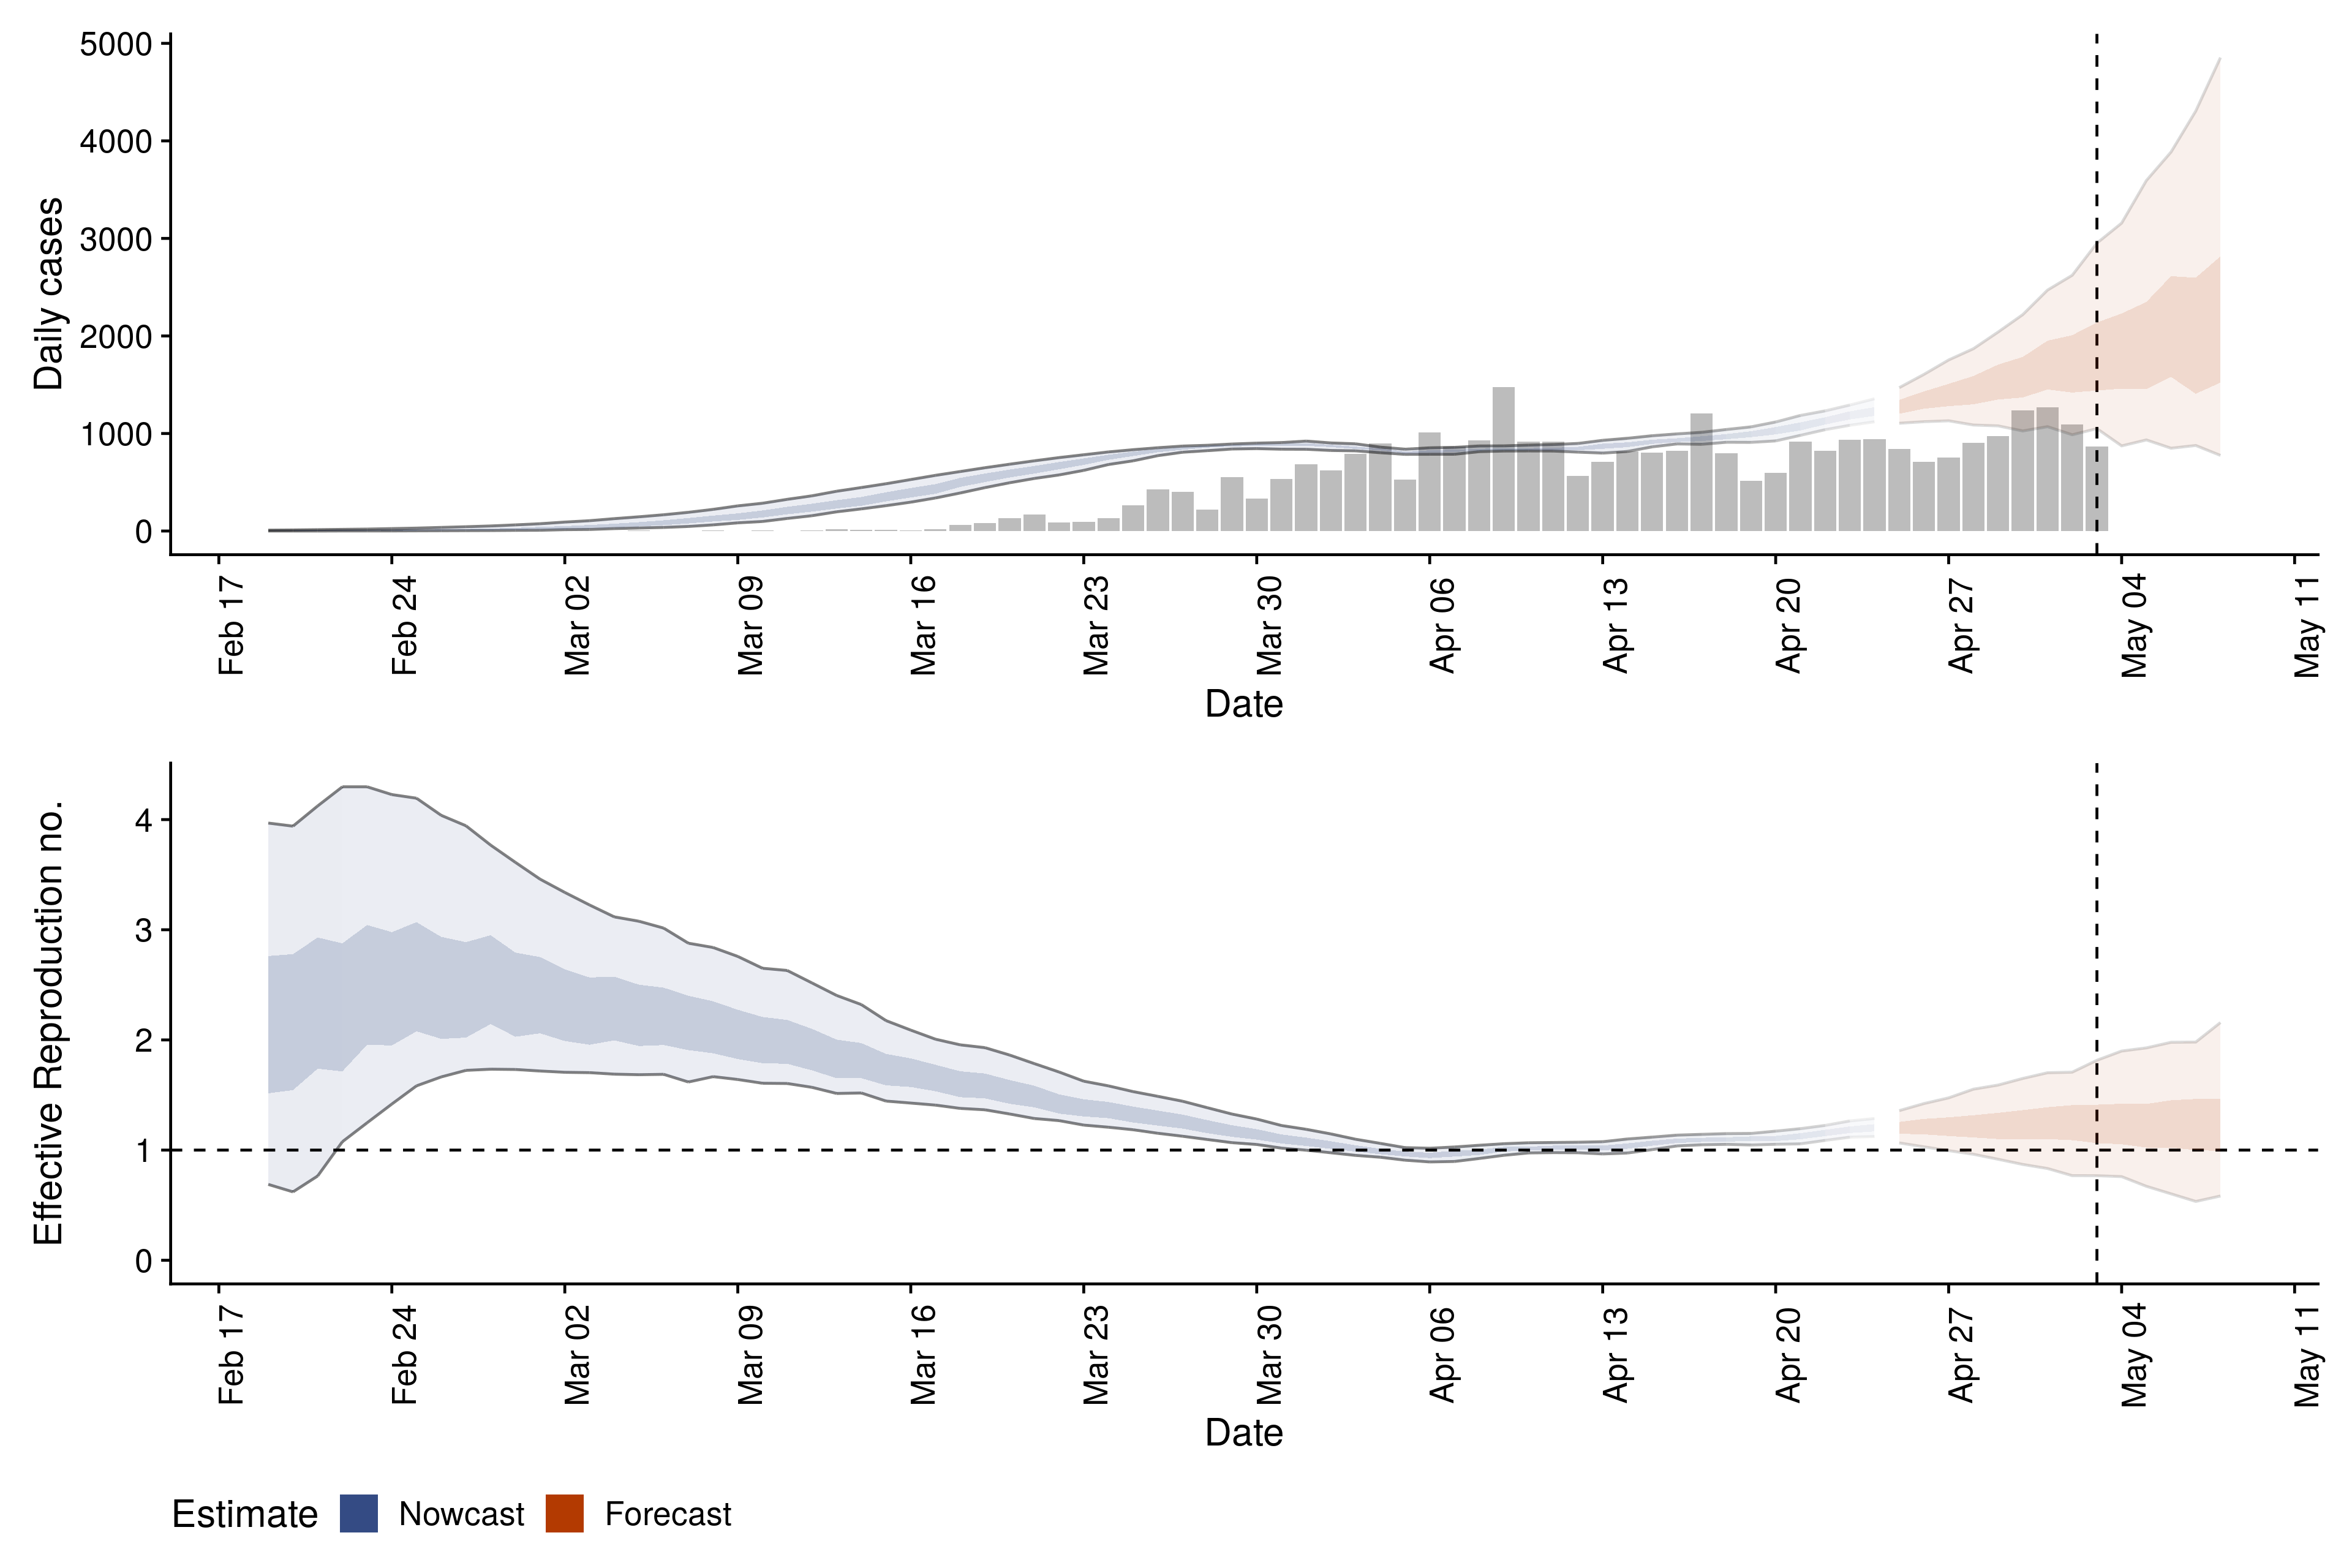 Daily cases
5000
4000
3000
2000
1000
0
Feb 17
Feb 24
Mar 02
Mar 09
Mar 16
Mar 23
Mar 30
Apr 06
Apr 13
Apr 20
Apr 27
May 04
May 11
Date
Effective Reproduction no.
4
3
2
1
0
Feb 17
Feb 24
Mar 02
Mar 09
Mar 16
Mar 23
Mar 30
Apr 06
Apr 13
Apr 20
Apr 27
May 04
May 11
Date
Estimate Nowcast Forecast